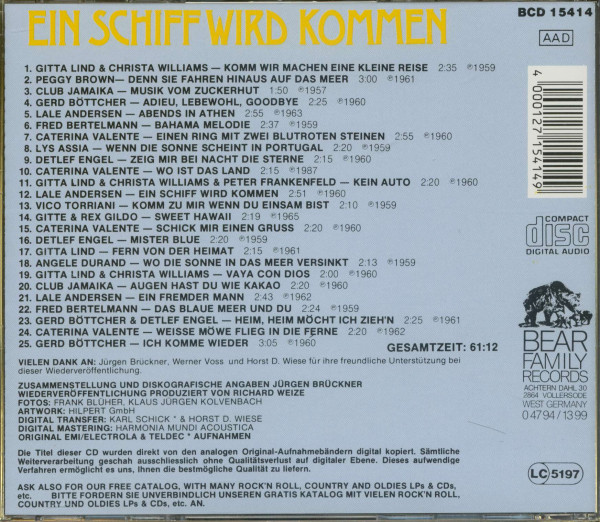 EIN SCHIFF WIRD KOMMEN
BCD 15414
AAD
1. GITTA LIND & CHRISTA WILLIAMS — KOMM WIR MACHEN EINE KLEINE REISE 2:35 ℗1959
2. PEGGY BROWN— DENN SIE FAHREN HINAUS AUF DAS MEER 3:00 ℗1961
3. CLUB JAMAIKA — MUSIK VOM ZUCKERHUT 1:50 ℗1957
4. GERD BÖTTCHER — ADIEU, LEBEWOHL, GOODBYE 2:25 ℗1960
5. LALE ANDERSEN — ABENDS IN ATHEN 2:55 ℗1963
6. FRED BERTELMANN — BAHAMA MELODIE 2:37 ℗1959
7. CATERINA VALENTE — EINEN RING MIT ZWEI BLUTROTEN STEINEN 2:55 ℗1960
8. LYS ASSIA — WENN DIE SONNE SCHEINT IN PORTUGAL 2:20 ℗1959
9. DETLEF ENGEL — ZEIG MIR BEI NACHT DIE STERNE 2:15 ℗1960
10. CATERINA VALENTE — WO IST DAS LAND 2:15 ℗1987
11. GITTA LIND & CHRISTA WILLIAMS & PETER FRANKENFELD — KEIN AUTO 2:20 ℗1960
12. LALE ANDERSEN — EIN SCHIFF WIRD KOMMEN 2:51 ℗1960
13. VICO TORRIANI — KOMM ZU MIR WENN DU EINSAM BIST 2:10 ℗1959
14. GITTE & REX GILDO — SWEET HAWAII 2:19 ℗1965
15. CATERINA VALENTE — SCHICK MIR EINEN GRUSS 2:20 ℗1960
16. DETLEF ENGEL — MISTER BLUE 2:20 ℗1959
17. GITTA LIND — FERN VON DER HEIMAT 2:15 ℗1961
18. ANGELE DURAND — WO DIE SONNE IN DAS MEER VERSINKT 2:13 ℗1959
19. GITTA LIND & CHRISTA WILLIAMS — VAYA CON DIOS 2:00 ℗1960
20. CLUB JAMAIKA — AUGEN HAST DU WIE KAKAO 2:20 ℗1960
21. LALE ANDERSEN — EIN FREMDER MANN 2:43 ℗1962
22. FRED BERTELMANN — DAS BLAUE MEER UND DU 2:24 ℗1959
23. GERD BÖTTCHER & DETLEF ENGEL — HEIM, HEIM MÖCHT ICH ZIEH'N 2:25 ℗1961
24. CATERINA VALENTE — WEISSE MÖWE FLIEG IN DIE FERNE 2:20 ℗1962
25. GERD BÖTTCHER — ICH KOMME WIEDER 3:05 ℗1960
GESAMTZEIT: 61:12
VIELEN DANK AN: Jürgen Brückner, Werner Voss und Horst D. Wiese für ihre freundliche Unterstützung bei
dieser Wiederveröffentlichung.
ZUSAMMENSTELLUNG UND DISKOGRAFISCHE ANGABEN JÜRGEN BRÜCKNER
WIEDERVERÖFFENTLICHUNG PRODUZIERT VON RICHARD WEIZE
FOTOS: FRANK BLÜHER, KLAUS JÜRGEN KOLVENBACH
ARTWORK: HILPERT GmbH
DIGITAL TRANSFER: KARL SCHICK * & HORST D. WIESE
DIGITAL MASTERING: HARMONIA MUNDI ACOUSTICA
ORIGINAL EMI/ELECTROLA & TELDEC * AUFNAHMEN
Die Titel dieser CD wurden direkt von den analogen Original-Aufnahmebändern digital kopiert. Sämtliche
Weiterverarbeitung geschah ausschliesslich ohne Qualitätsverlust auf digitaler Ebene. Dieses aufwendige
Verfahren ermöglicht es uns, Ihnen die bestmögliche Qualität zu liefern.
ASK ALSO FOR OUR FREE CATALOG, WITH MANY ROCK'N ROLL, COUNTRY AND OLDIES LPs & CDs,
etc. BITTE FORDERN SIE UNVERBINDLICH UNSEREN GRATIS KATALOG MIT VIELEN ROCK'N ROLL,
COUNTRY UND OLDIES LPs & CDs, etc. AN.
4 000127 154149
COMPACT
disc
DIGITAL AUDIO
BEAR
FAMILY
RECORDS
ACHTERN DAHL 30
2864 VOLLERSODE
WEST GERMANY
0 47 94 / 13 99
LC 5197